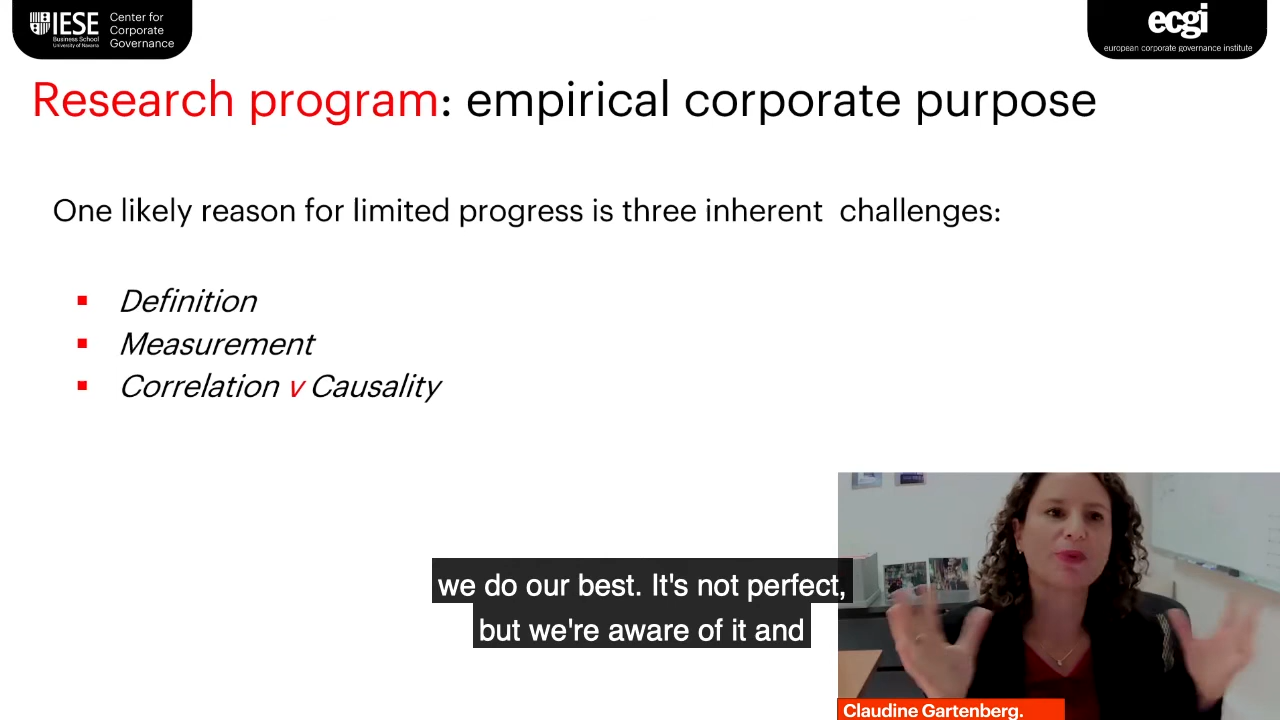 IESE
Business School
University of Navarra
Center for
Corporate
Governance
ecgi
european corporate governance institute
Research program: empirical corporate purpose
One likely reason for limited progress is three inherent challenges:
Definition
Measurement
Correlation v Causality
we do our best. It's not perfect,
but we're aware of it and
Claudine Gartenberg.